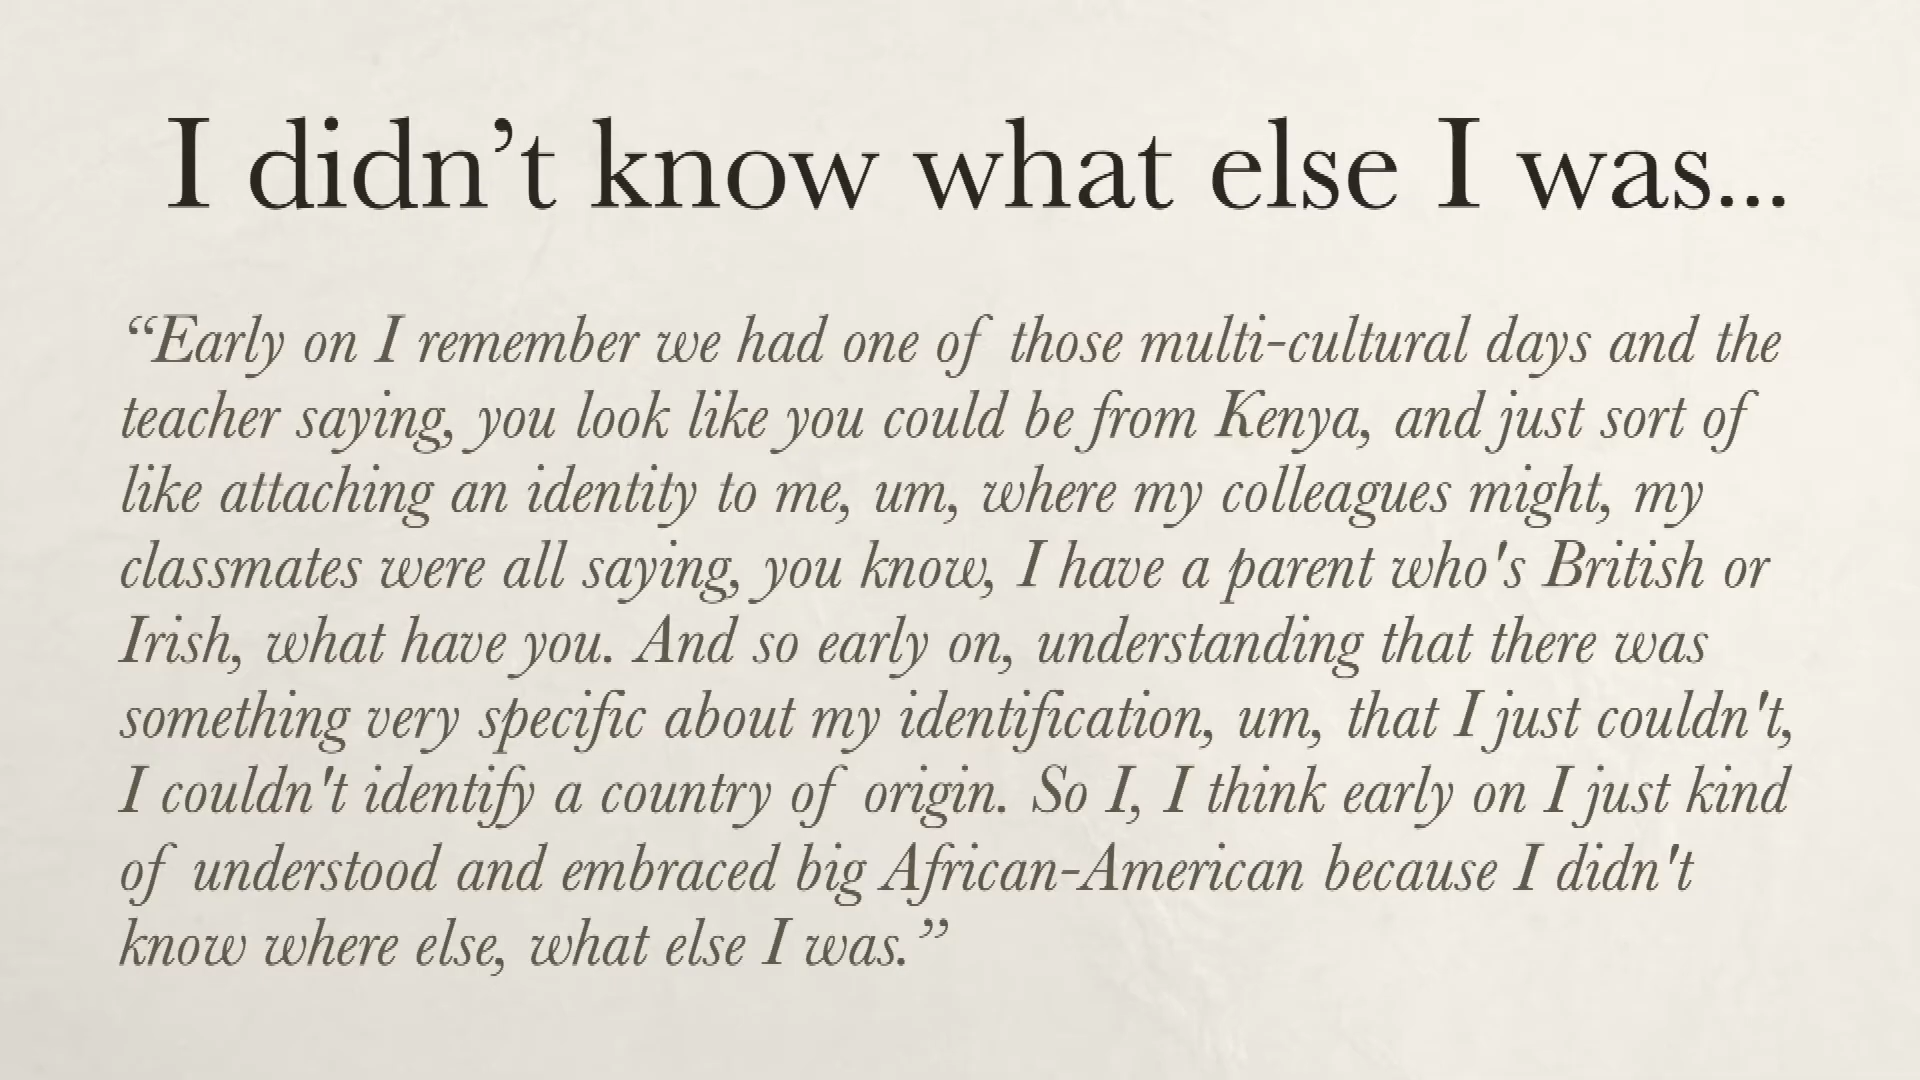 I didn’t know what else I was...
“Early on I remember we had one of those multi-cultural days and the
teacher saying, you look like you could be from Kenya, and just sort of
like attaching an identity to me, um, where my colleagues might, my
classmates were all saying, you know, I have a parent who's British or
Irish, what have you. And so early on, understanding that there was
something very specific about my identification, um, that I just couldn't,
I couldn't identify a country of origin. So I, I think early on I just kind
of understood and embraced big African-American because I didn't
know where else, what else I was.”